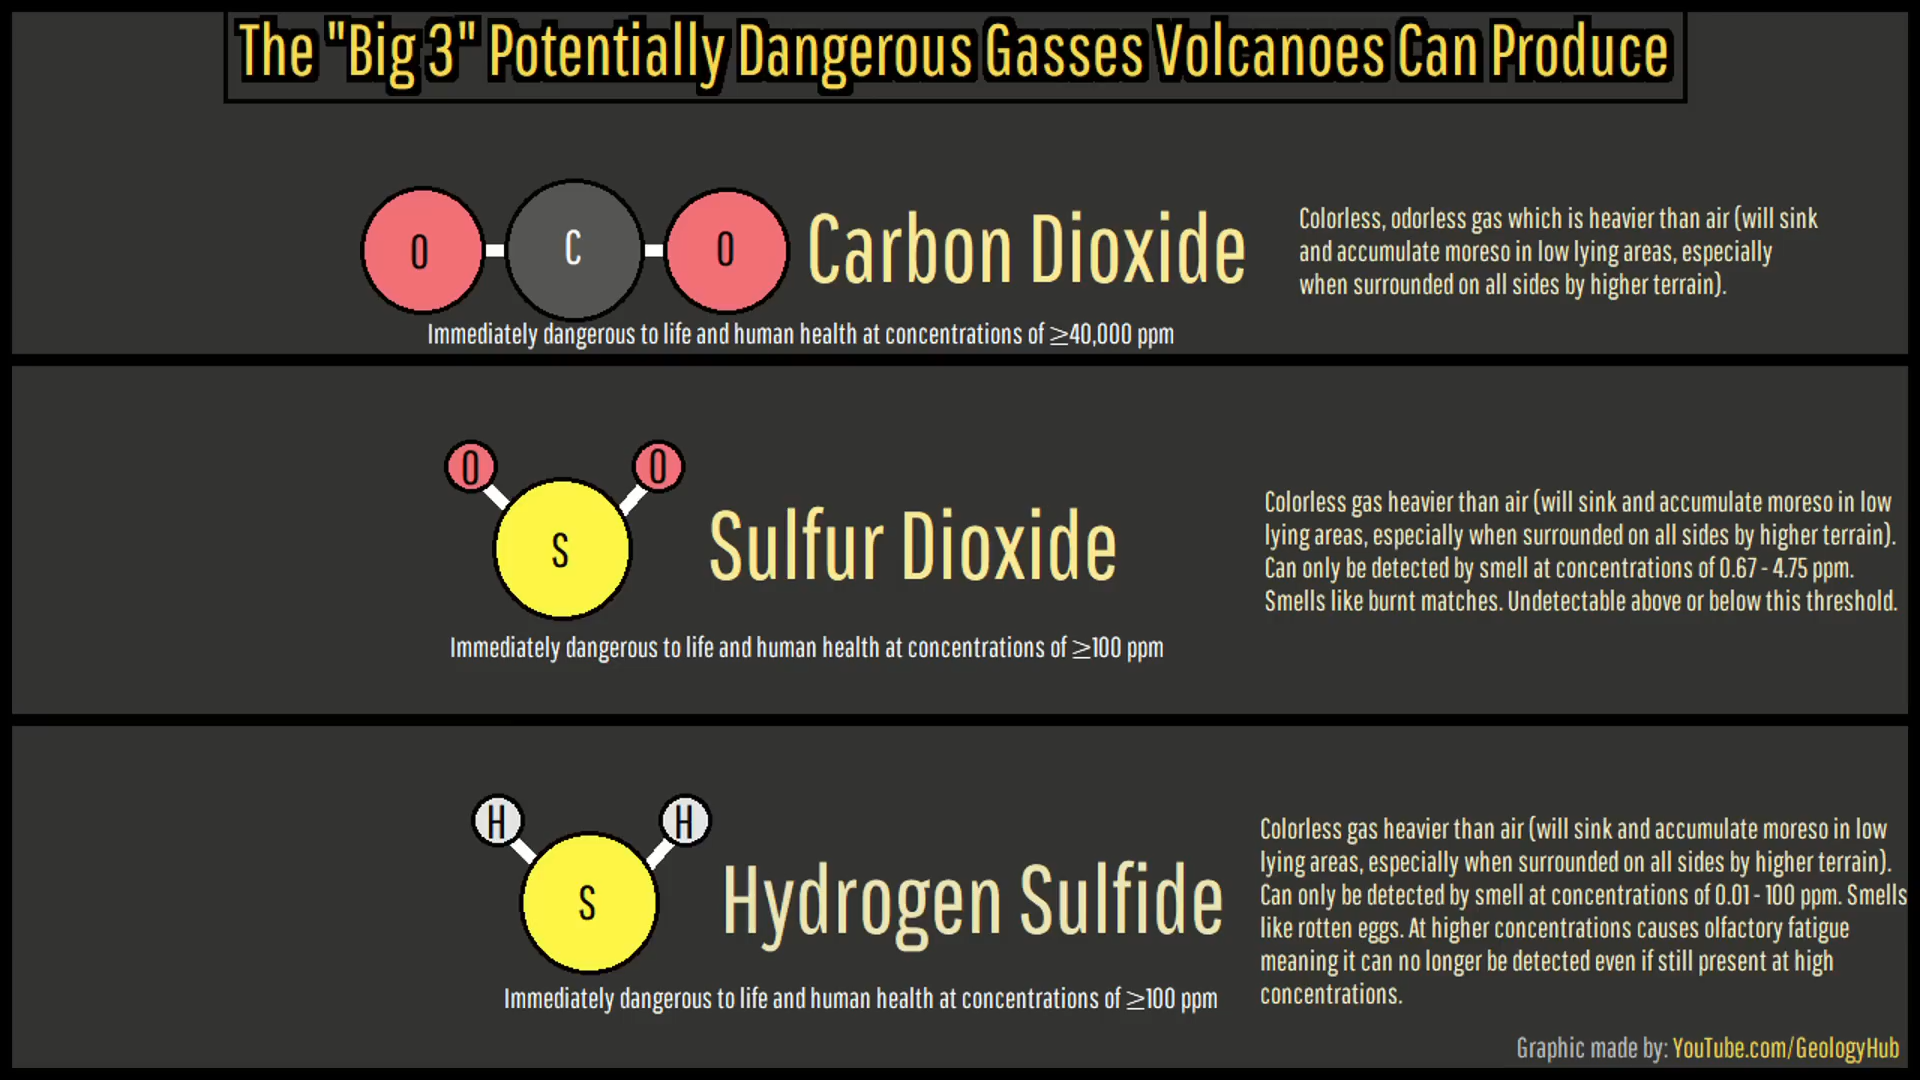 The "Big 3" Potentially Dangerous Gasses Volcanoes Can Produce
O C O
Carbon Dioxide
Colorless, odorless gas which is heavier than air (will sink
and accumulate moreso in low lying areas, especially
when surrounded on all sides by higher terrain).
Immediately dangerous to life and human health at concentrations of ≥40,000 ppm
O O
S
Sulfur Dioxide
Colorless gas heavier than air (will sink and accumulate moreso in low
lying areas, especially when surrounded on all sides by higher terrain).
Can only be detected by smell at concentrations of 0.67 - 4.75 ppm.
Smells like burnt matches. Undetectable above or below this threshold.
Immediately dangerous to life and human health at concentrations of ≥100 ppm
H H
S
Hydrogen Sulfide
Colorless gas heavier than air (will sink and accumulate moreso in low
lying areas, especially when surrounded on all sides by higher terrain).
Can only be detected by smell at concentrations of 0.01 - 100 ppm. Smells
like rotten eggs. At higher concentrations causes olfactory fatigue
meaning it can no longer be detected even if still present at high
concentrations.
Immediately dangerous to life and human health at concentrations of ≥100 ppm
Graphic made by: YouTube.com/GeologyHub